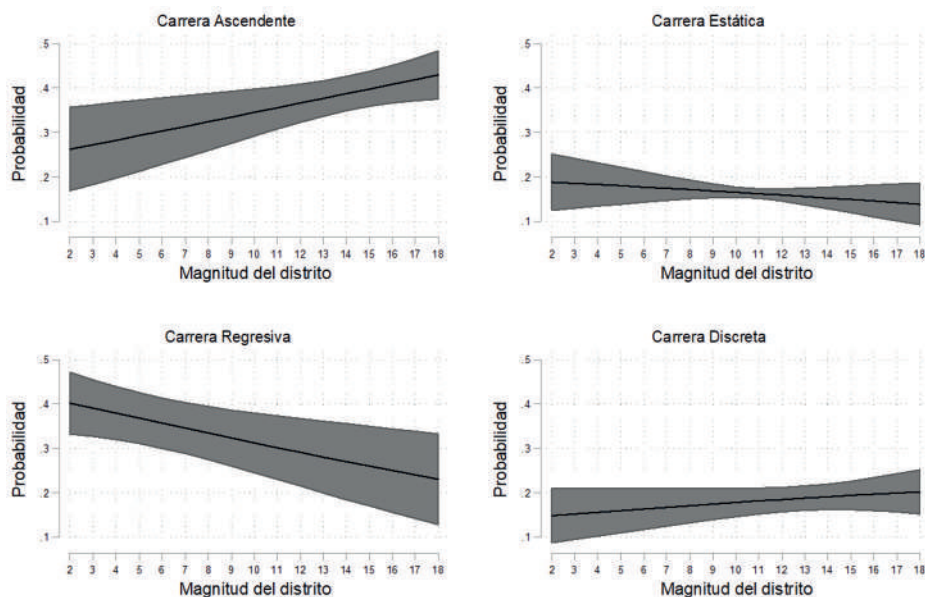 Carrera Ascendente
Probabilidad
.5
.4
.3
.2
.1
2 3 4 5 6 7 8 9 10 11 12 13 14 15 16 17 18
Magnitud del distrito
Carrera Estática
Probabilidad
.5
.4
.3
.2
.1
2 3 4 5 6 7 8 9 10 11 12 13 14 15 16 17 18
Magnitud del distrito
Carrera Regresiva
Probabilidad
.5
.4
.3
.2
.1
2 3 4 5 6 7 8 9 10 11 12 13 14 15 16 17 18
Magnitud del distrito
Carrera Discreta
Probabilidad
.5
.4
.3
.2
.1
2 3 4 5 6 7 8 9 10 11 12 13 14 15 16 17 18
Magnitud del distrito